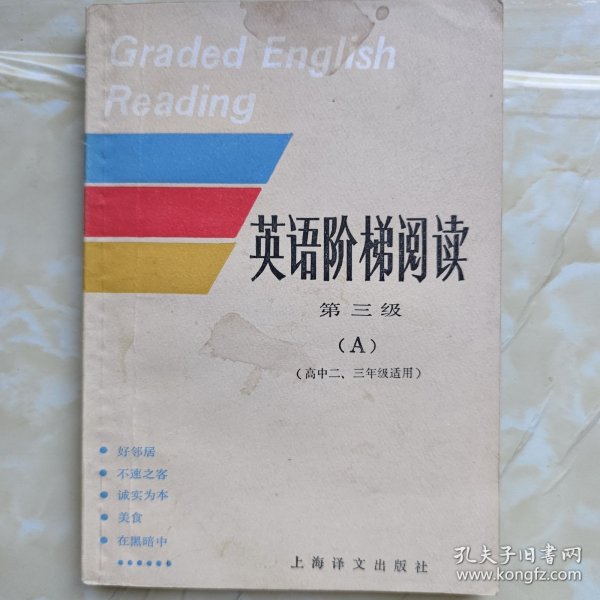 Graded English
Reading
英语阶梯阅读
第三级
(A)
(高中二、三年级适用)
• 好邻居
• 不速之客
• 诚实为本
• 美食
• 在黑暗中
••••••
上海译文出版社
孔夫子旧书网
www.kongfz.com